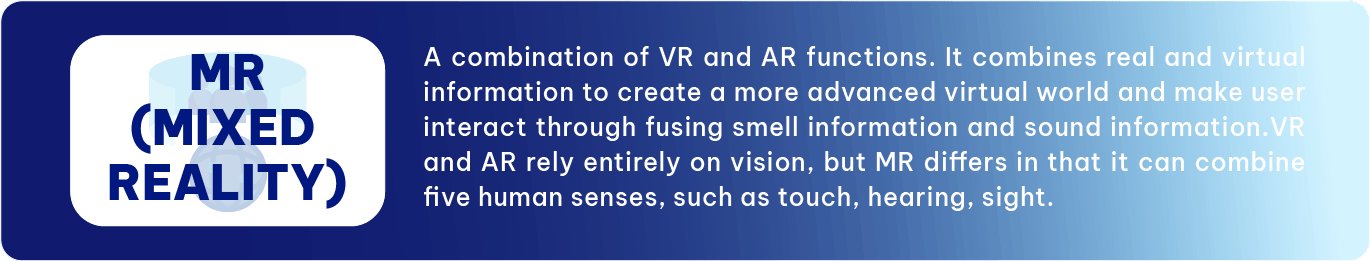 MR
(MIXED
REALITY)
A combination of VR and AR functions. It combines real and virtual
information to create a more advanced virtual world and make user
interact through fusing smell information and sound information.VR
and AR rely entirely on vision, but MR differs in that it can combine
five human senses, such as touch, hearing, sight.